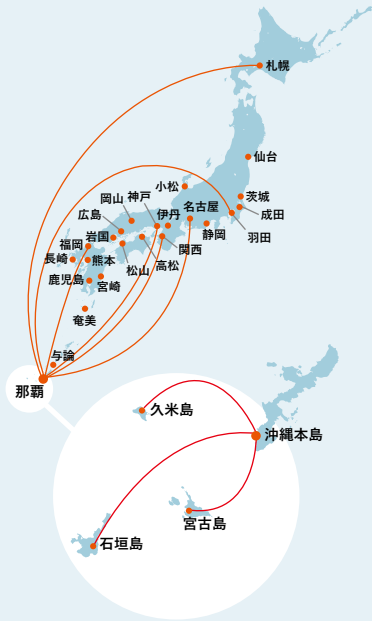 札幌
仙台
小松
茨城
岡山
神戸
成田
広島
伊丹
名古屋
静岡
羽田
岩国
関西
福岡
長崎
熊本
松山
高松
鹿児島
宮崎
奄美
与論
那覇
久米島
沖縄本島
宮古島
石垣島